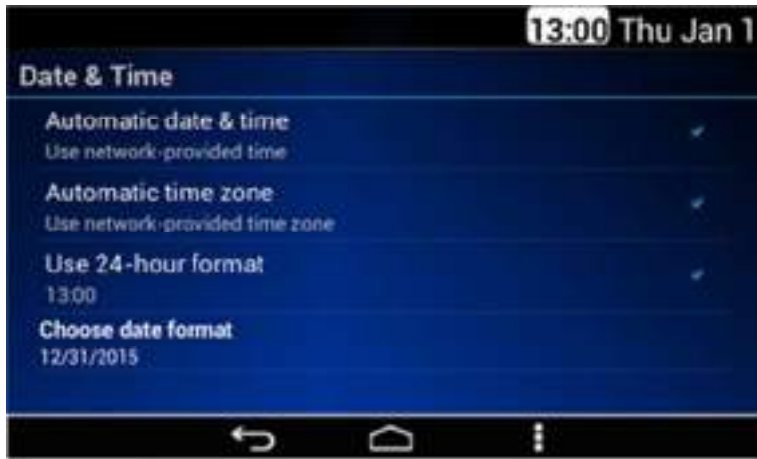 13:00 Thu Jan 1
Date & Time
Automatic date & time
Use network-provided time
Automatic time zone
Use network-provided time zone
Use 24-hour format
13:00
Choose date format
12/31/2015